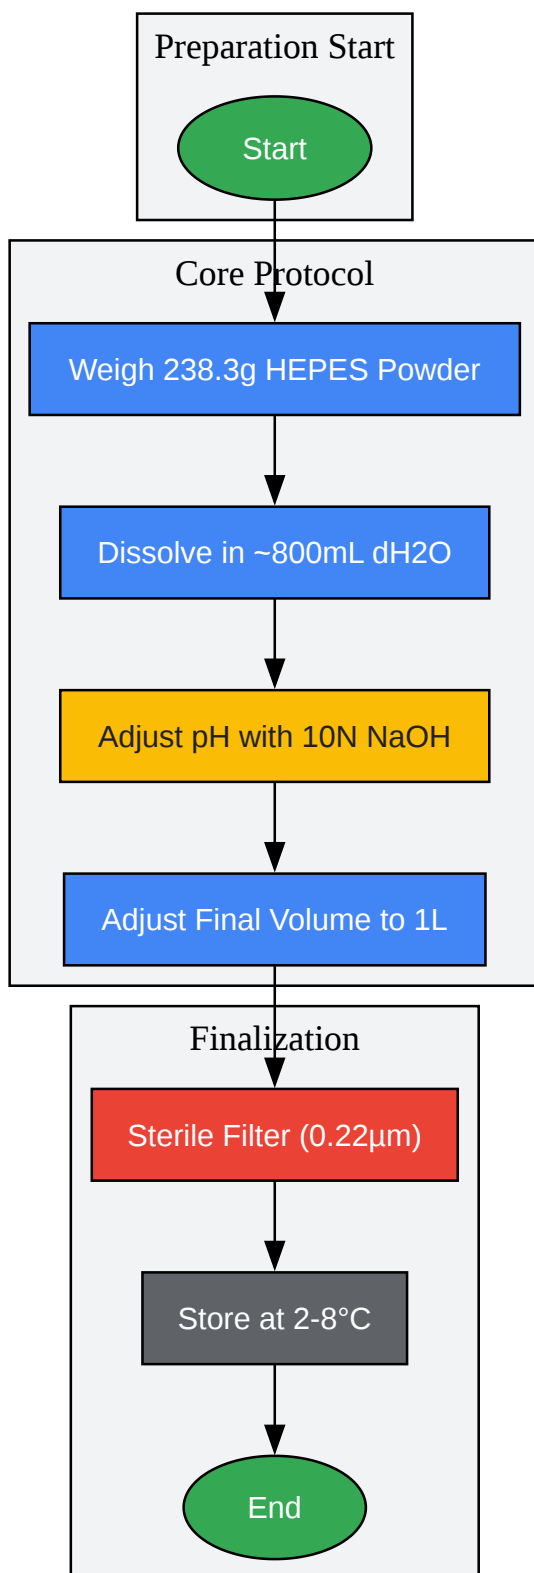 Preparation Start
Start
Core Protocol
Weigh 238.3g HEPES Powder
Dissolve in ~800mL dH2O
Adjust pH with 10N NaOH
Adjust Final Volume to 1L
Finalization
Sterile Filter (0.22µm)
Store at 2-8°C
End